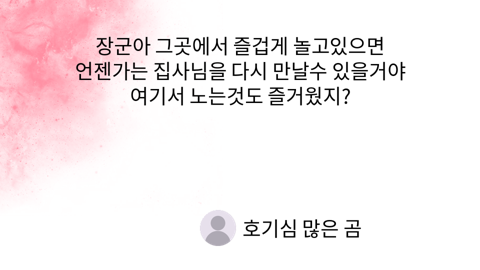 장군아 그곳에서 즐겁게 놀고있으면
언젠가는 집사님을 다시 만날수 있을거야
여기서 노는것도 즐거웠지?
호기심 많은 곰